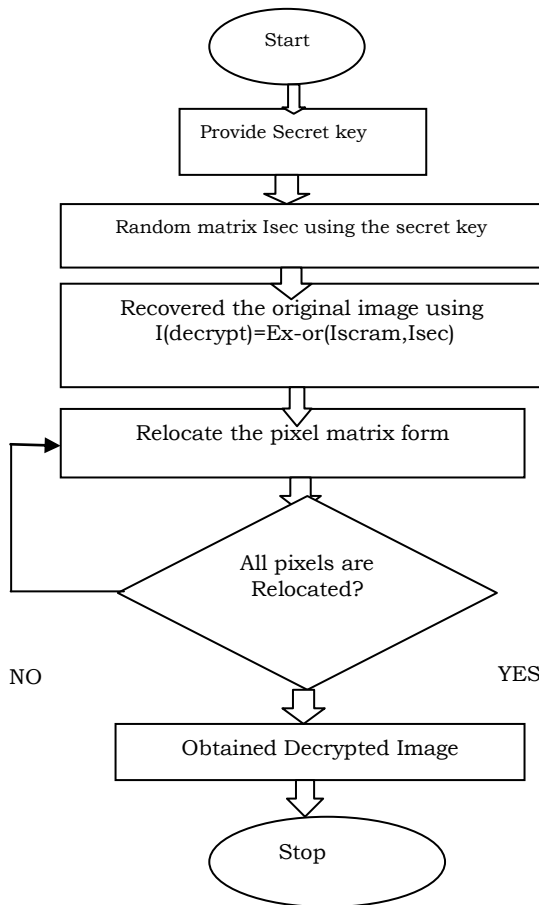 Start
Provide Secret key
Random matrix Isec using the secret key
Recovered the original image using
I(decrypt)=Ex-or(Iscram,Isec)
Relocate the pixel matrix form
All pixels are
Relocated?
NO
YES
Obtained Decrypted Image
Stop